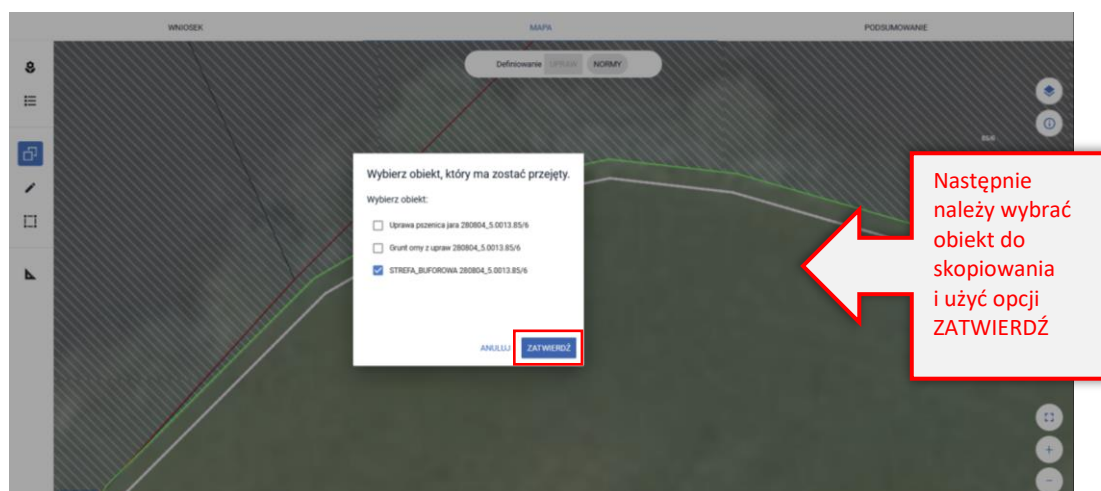 WNIOSEK
MAPA
PODSUMOWANIE
Definiowanie UPRAW NORMY
85/6
Wybierz obiekt, który ma zostać przejęty.
Wybierz obiekt:
Uprawa pszenica jara 280804_5.0013.85/6
Grunt orny z upraw 280804_5.0013.85/6
STREFA_BUFOROWA 280804_5.0013.85/6
ANULUJ ZATWIERDŹ
Następnie
należy wybrać
obiekt do
skopiowania
i użyć opcji
ZATWIERDŹ